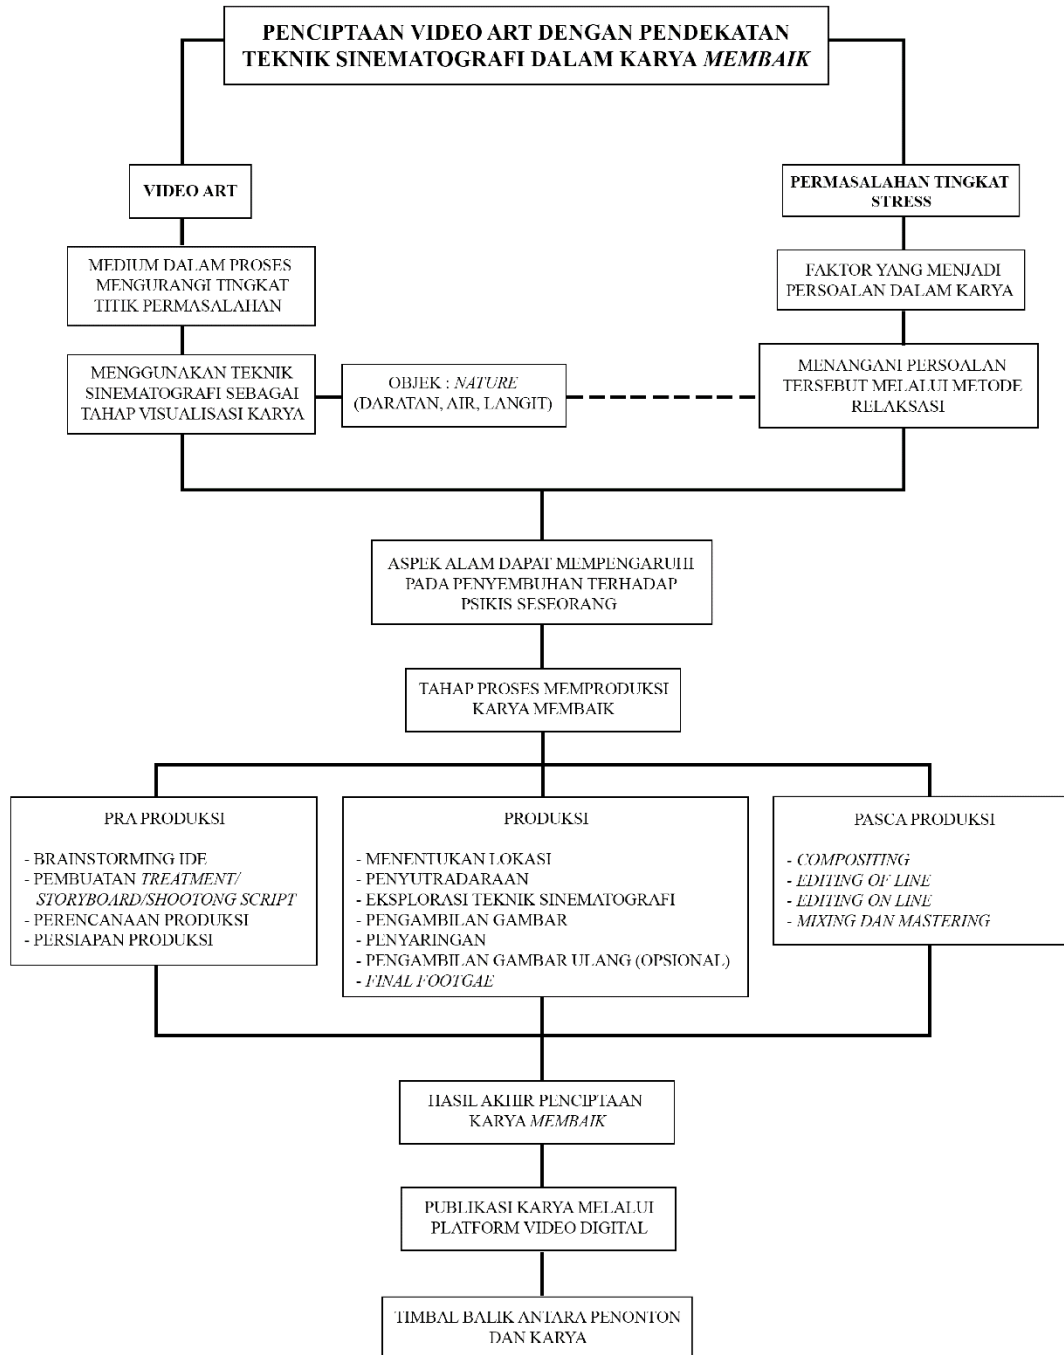 PENCIPTAAN VIDEO ART DENGAN PENDEKATAN
TEKNIK SINEMATOGRAFI DALAM KARYA MEMBAIK
VIDEO ART
PERMASALAHAN TINGKAT
STRESS
MEDIUM DALAM PROSES
MENGURANGI TINGKAT
TITIK PERMASALAHAN
FAKTOR YANG MENJADI
PERSOALAN DALAM KARYA
MENGGUNAKAN TEKNIK
SINEMATOGRAFI SEBAGAI
TAHAP VISUALISASI KARYA
OBJEK : NATURE
(DARATAN, AIR, LANGIT)
MENANGANI PERSOALAN
TERSEBUT MELALUI METODE
RELAKSASI
ASPEK ALAM DAPAT MEMPENGARUHI
PADA PENYEMBUHAN TERHADAP
PSIKIS SESEORANG
TAHAP PROSES MEMPRODUKSI
KARYA MEMBAIK
PRA PRODUKSI
- BRAINSTORMING IDE
- PEMBUATAN TREATMENT/
STORYBOARD/SHOOTONG SCRIPT
- PERENCANAAN PRODUKSI
- PERSIAPAN PRODUKSI
PRODUKSI
- MENENTUKAN LOKASI
- PENYUTRADARAAN
- EKSPLORASI TEKNIK SINEMATOGRAFI
- PENGAMBILAN GAMBAR
- PENYARINGAN
- PENGAMBILAN GAMBAR ULANG (OPSIONAL)
- FINAL FOOTGAE
PASCA PRODUKSI
- COMPOSITING
- EDITING OF LINE
- EDITING ON LINE
- MIXING DAN MASTERING
HASIL AKHIR PENCIPTAAN
KARYA MEMBAIK
PUBLIKASI KARYA MELALUI
PLATFORM VIDEO DIGITAL
TIMBAL BALIK ANTARA PENONTON
DAN KARYA